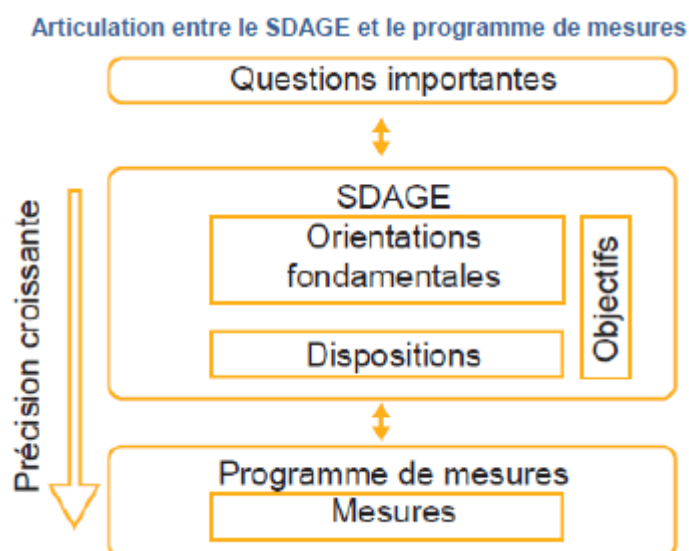 Articulation entre le SDAGE et le programme de mesures
Questions importantes
SDAGE
Orientations
fondamentales
Dispositions
Objectifs
Précision croissante
Programme de mesures
Mesures